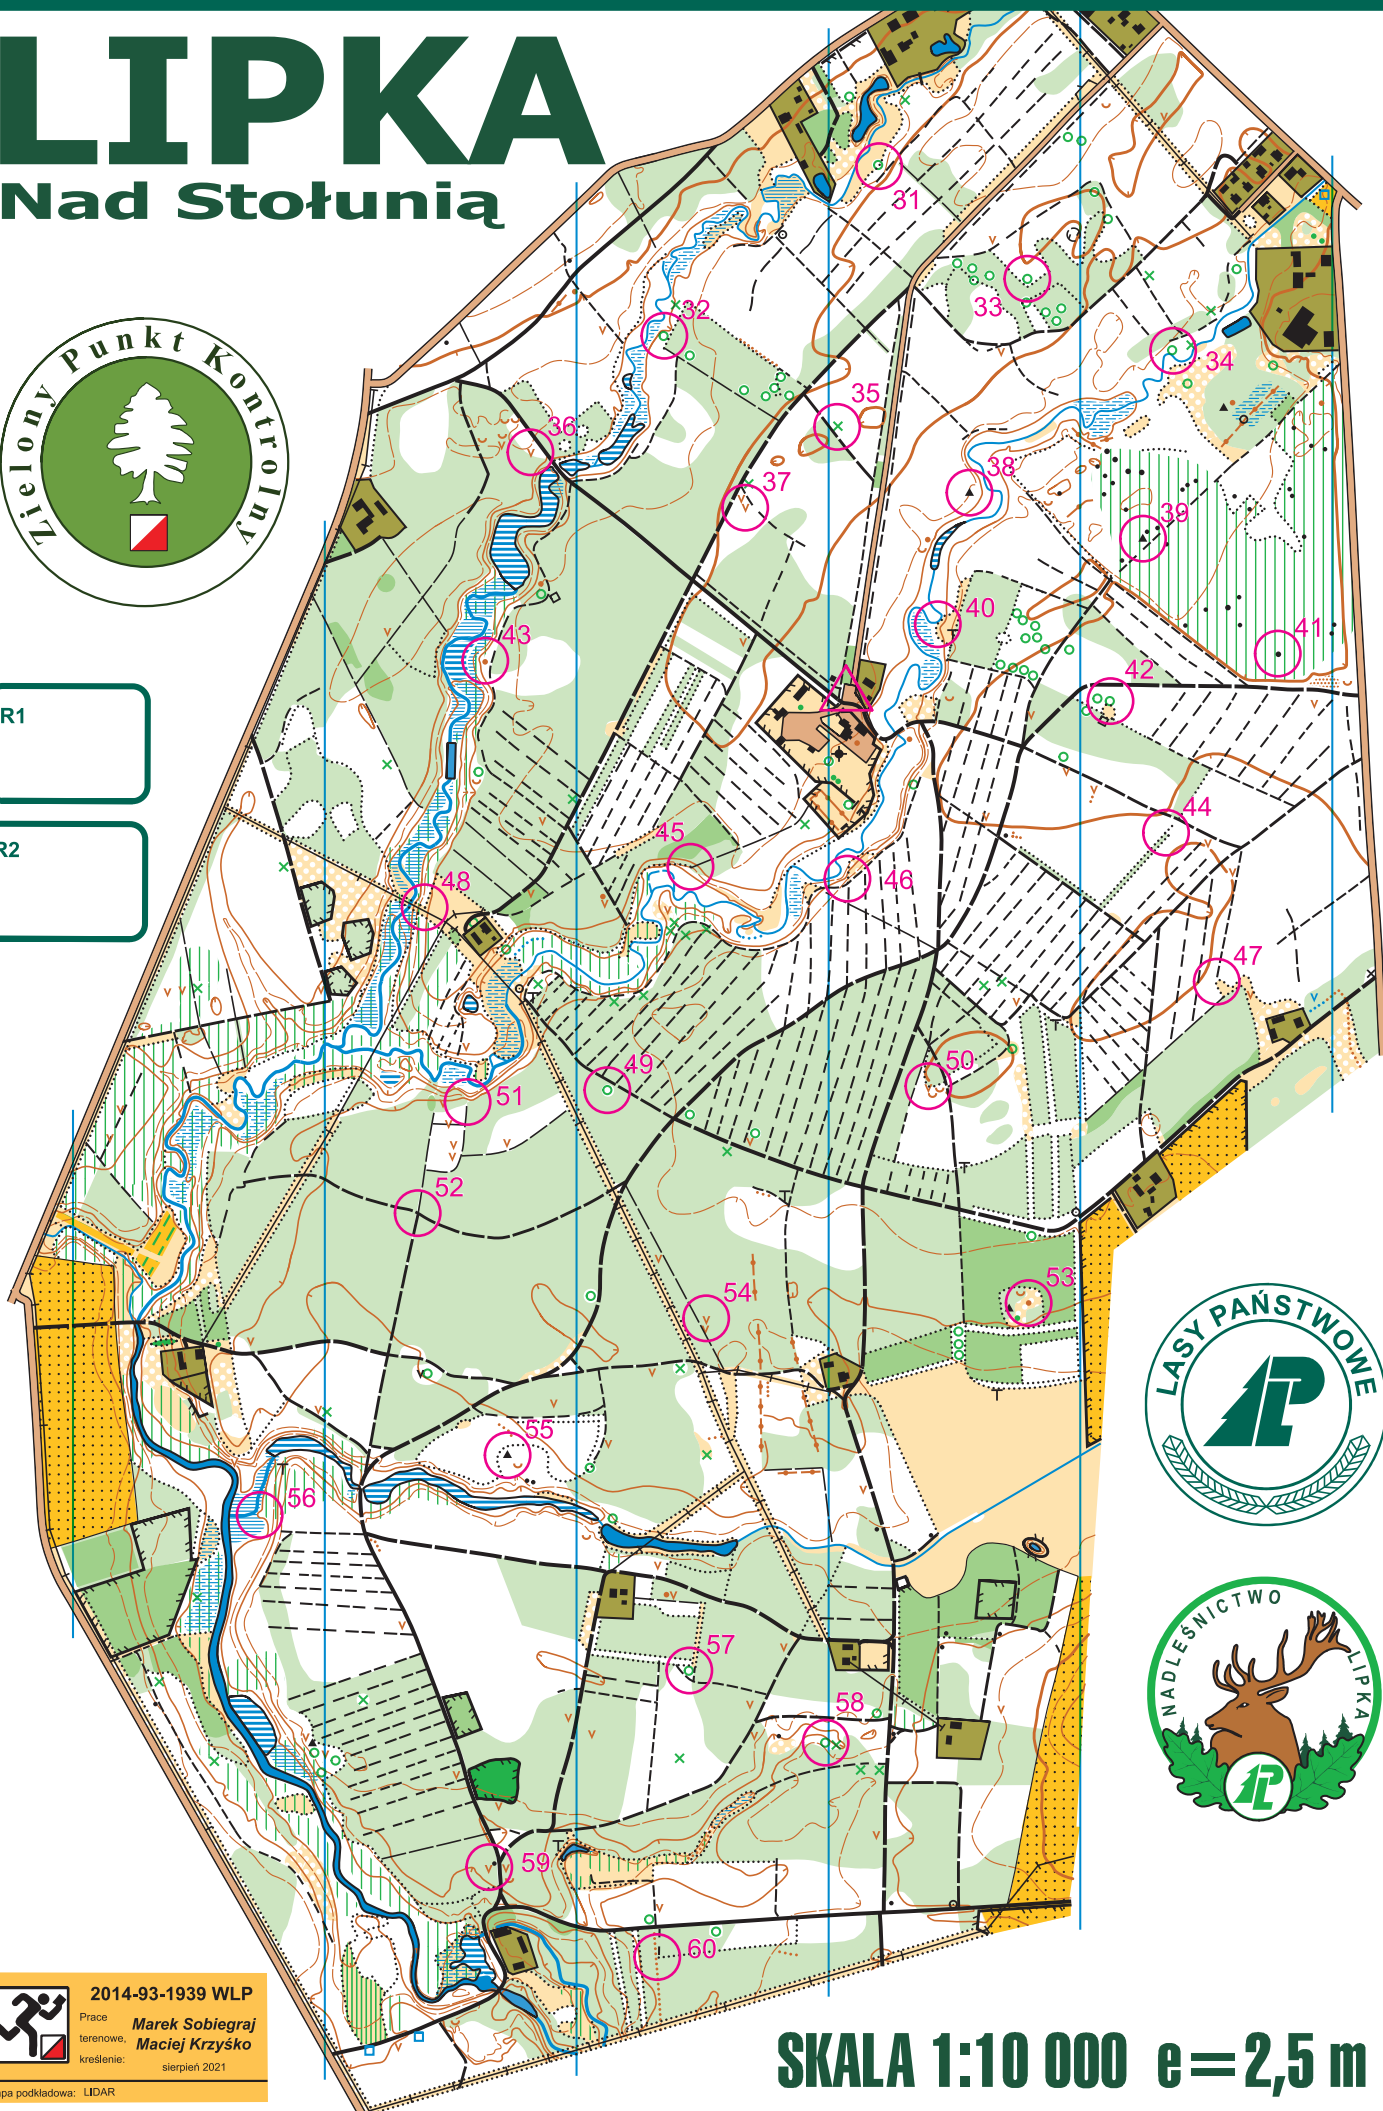 LIPKA
Nad Stołunią
Zielony Punkt Kontrolny
R1
R2
31
32
33
34
35
36
37
38
39
40
41
42
43
44
45
46
47
48
49
50
51
52
53
54
55
56
57
58
59
60
LASY PAŃSTWOWE
NADLEŚNICTWO LIPKA
2014-93-1939 WLP
Prace
terenowe,
kreślenie:
Marek Sobiegraj
Maciej Krzyśko
sierpień 2021
apa podkładowa: LIDAR
SKALA 1:10 000 e=2,5 m